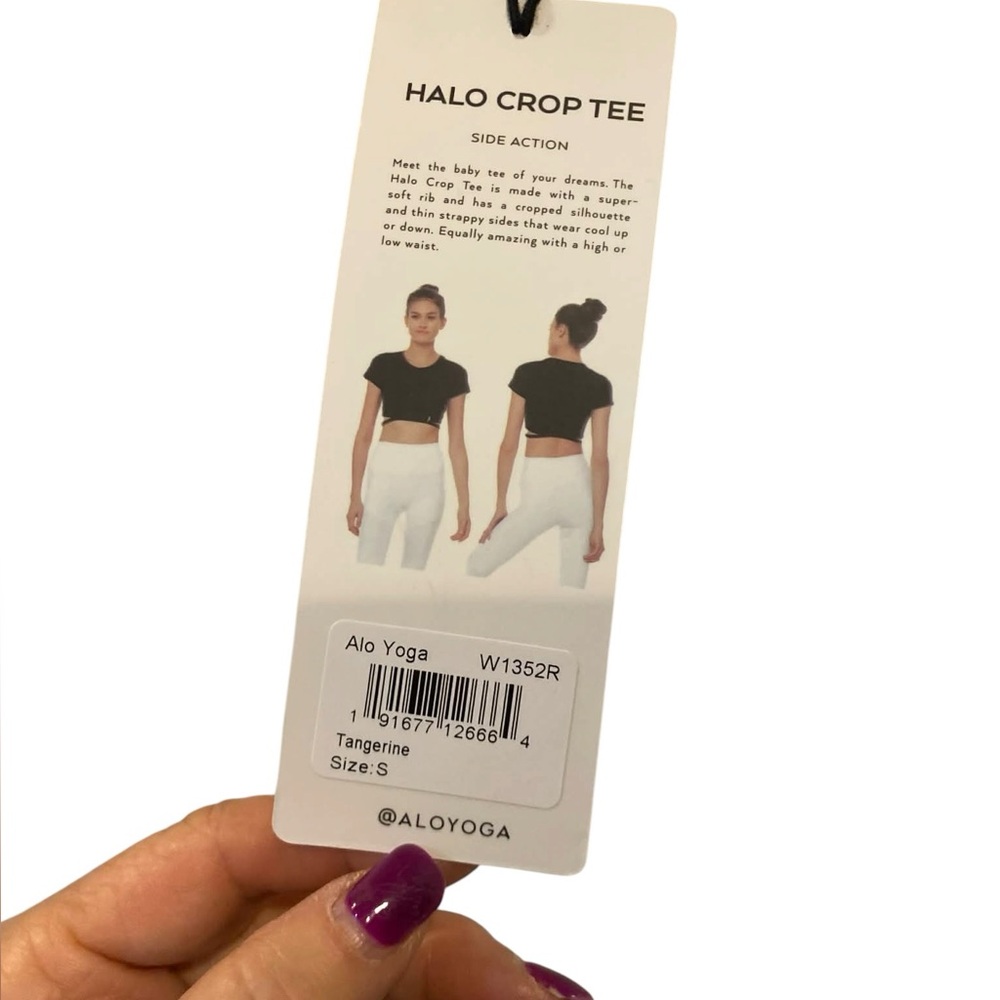 HALO CROP TEE
SIDE ACTION
Meet the baby tee of your dreams. The
Halo Crop Tee is made with a super-
soft rib and has a cropped silhouette
and thin strappy sides that wear cool up
or down. Equally amazing with a high or
low waist.
Alo Yoga W1352R
1 91677 12666 4
Tangerine
Size:S
@ALOYOGA